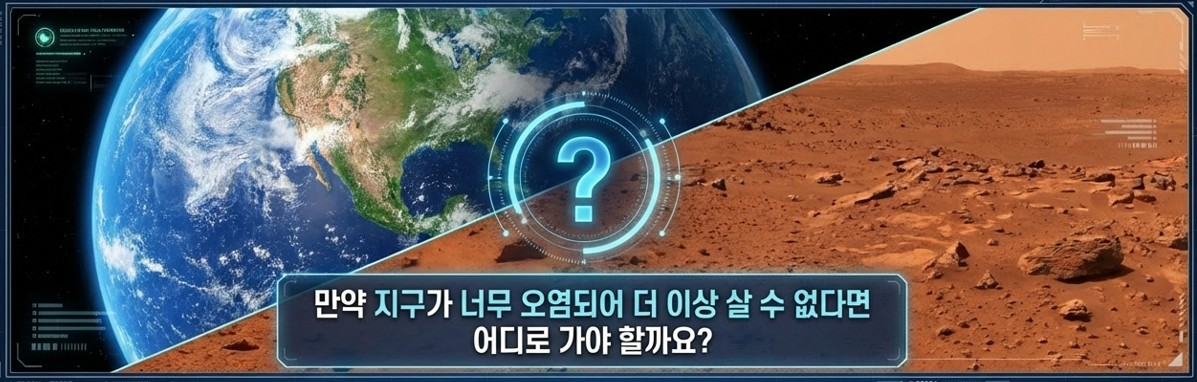 ?
만약 지구가 너무 오염되어 더 이상 살 수 없다면
어디로 가야 할까요?